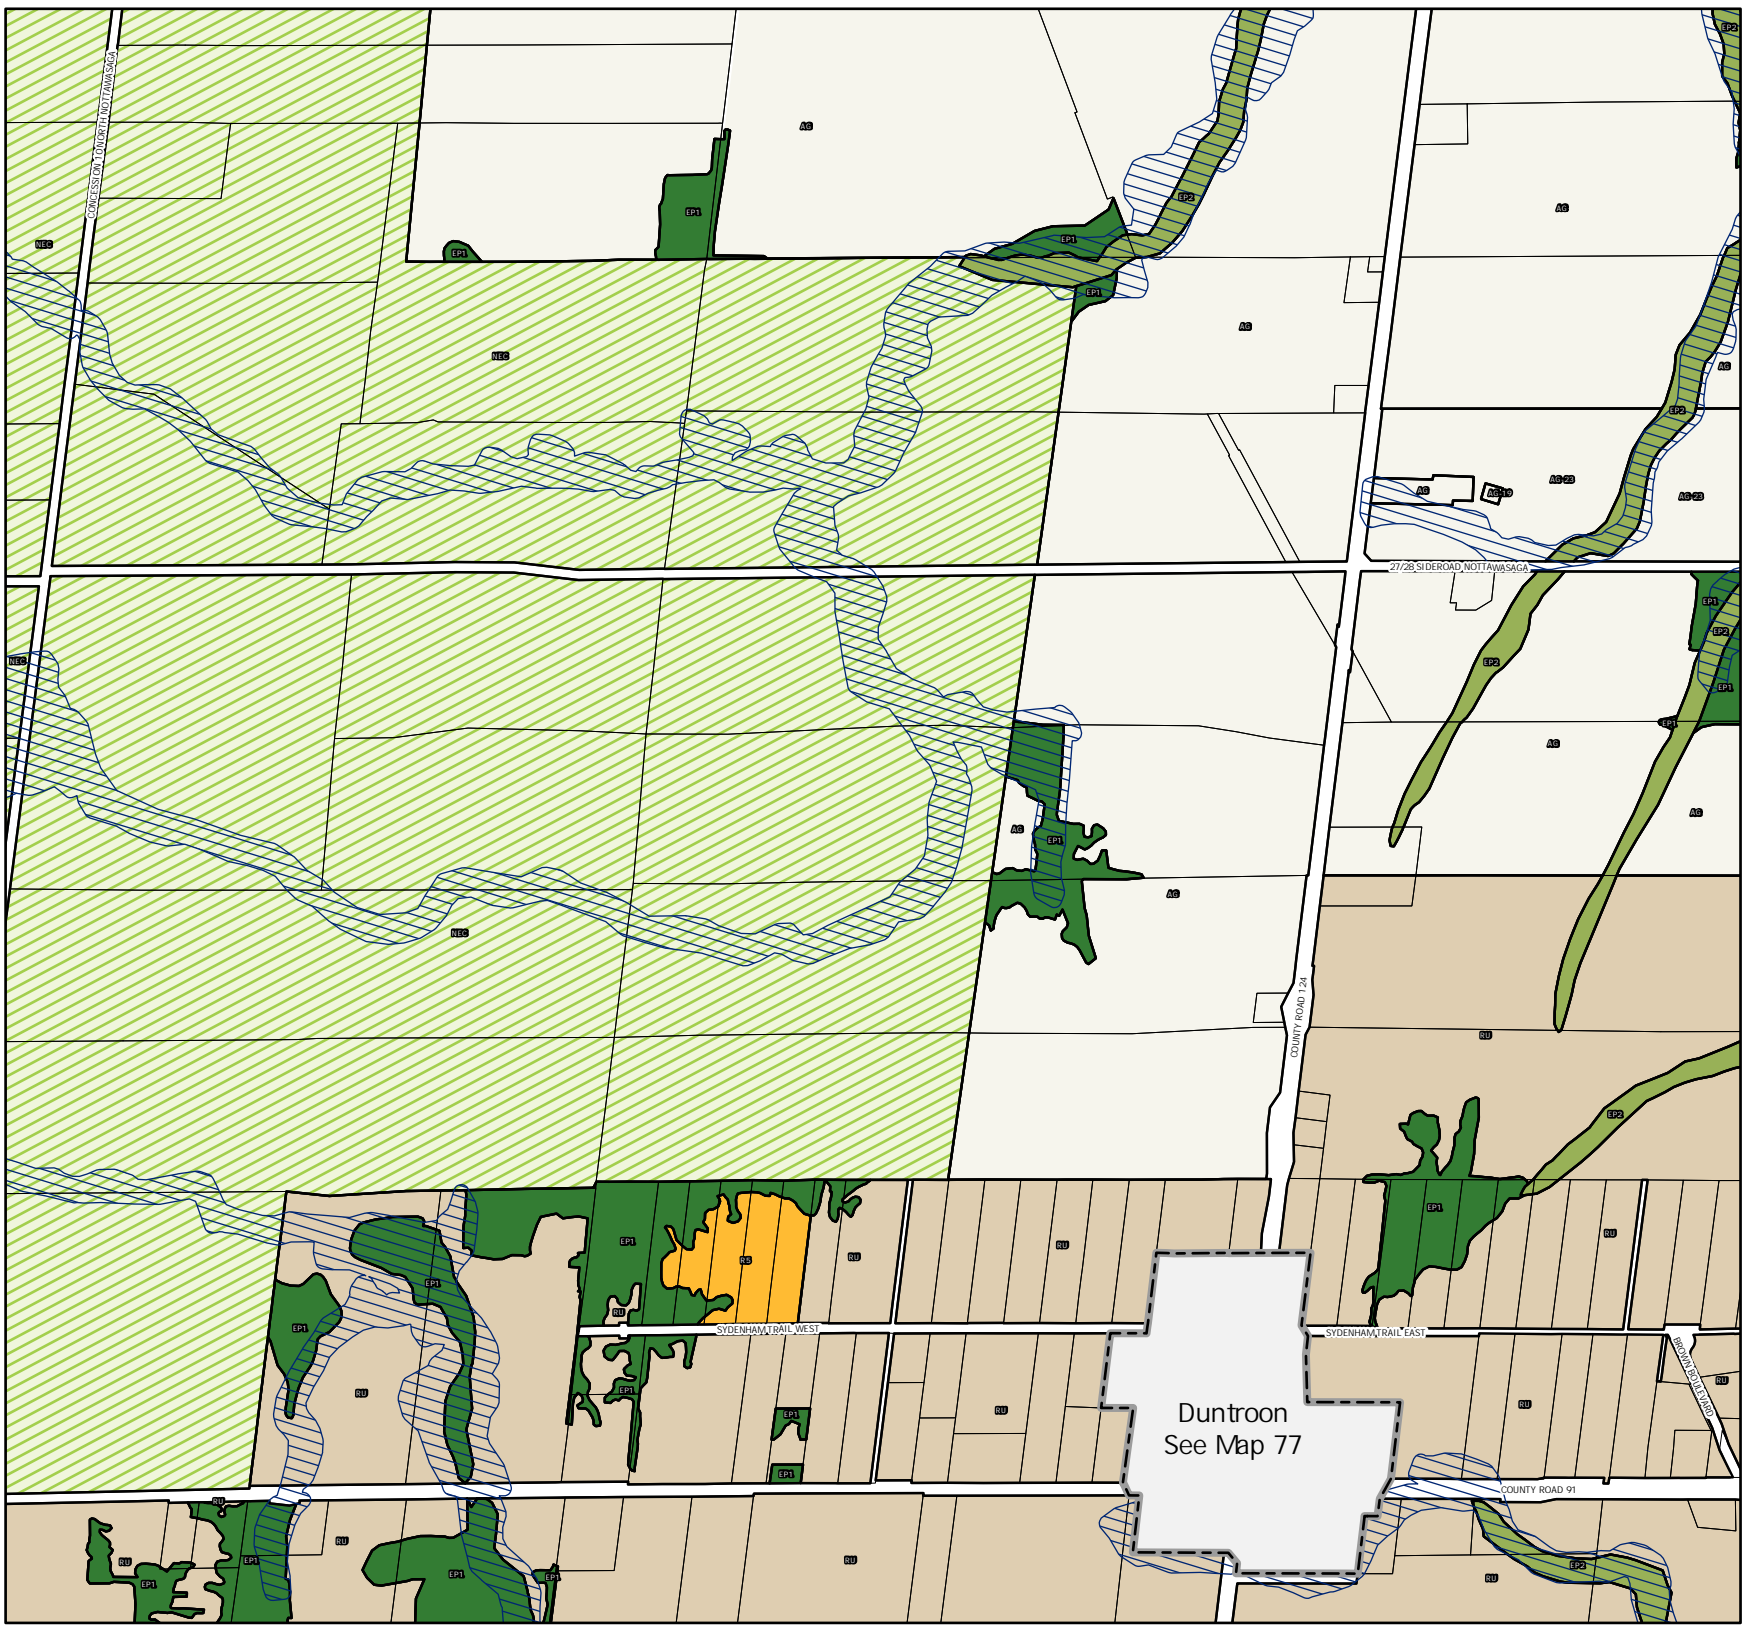 EP2
CONCESSION 10 NORTH NOTTAWASAGA
AG
EP2
AG
EP1
EP1
NEC
EP1
EP1
AG
NEC
AG
EP2
AG
AG-19
AG-23
AG-23
27/28 SIDEROAD NOTTAWASAGA
EP1
EP2
NEC
EP2
EP1
EP1
AG
AG
AG
EP1
AG
NEC
COUNTY ROAD 124
RU
EP2
EP1
EP1
RU
RU
RU
RS
EP1
RU
EP1
SYDENHAM TRAIL WEST
SYDENHAM TRAIL EAST
BROWN BOULEVARD
RU
RU
EP1
RU
RU
EP1
Duntroon
See Map 77
EP1
COUNTY ROAD 91
RU
RU
RU
EP1
RU
EP2
EP1
EP1
RU
EP1